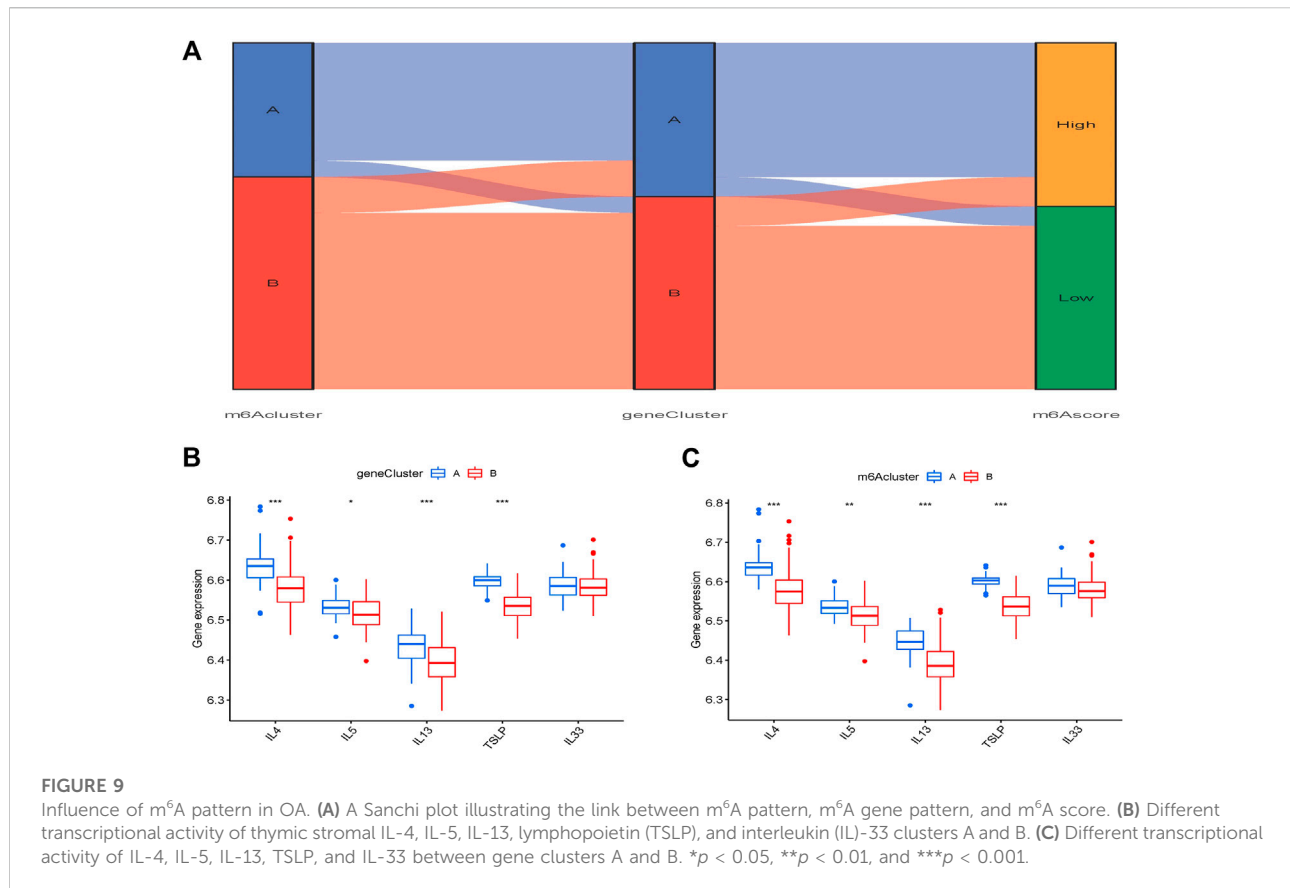 A
A
B
m6Acluster
A
B
geneCluster
High
Low
m6Ascore
B
geneCluster A B
Gene expression
6.8
6.7
6.6
6.5
6.4
6.3
*** * *** ***
IL4 IL5 IL13 TSLP IL33
C
m6Acluster A B
Gene expression
6.8
6.7
6.6
6.5
6.4
6.3
*** ** *** ***
IL4 IL5 IL13 TSLP IL33
FIGURE 9
Influence of m⁶A pattern in OA. (A) A Sanchi plot illustrating the link between m⁶A pattern, m⁶A gene pattern, and m⁶A score. (B) Different
transcriptional activity of thymic stromal IL-4, IL-5, IL-13, lymphopoietin (TSLP), and interleukin (IL)-33 clusters A and B. (C) Different transcriptional
activity of IL-4, IL-5, IL-13, TSLP, and IL-33 between gene clusters A and B. *p < 0.05, **p < 0.01, and ***p < 0.001.